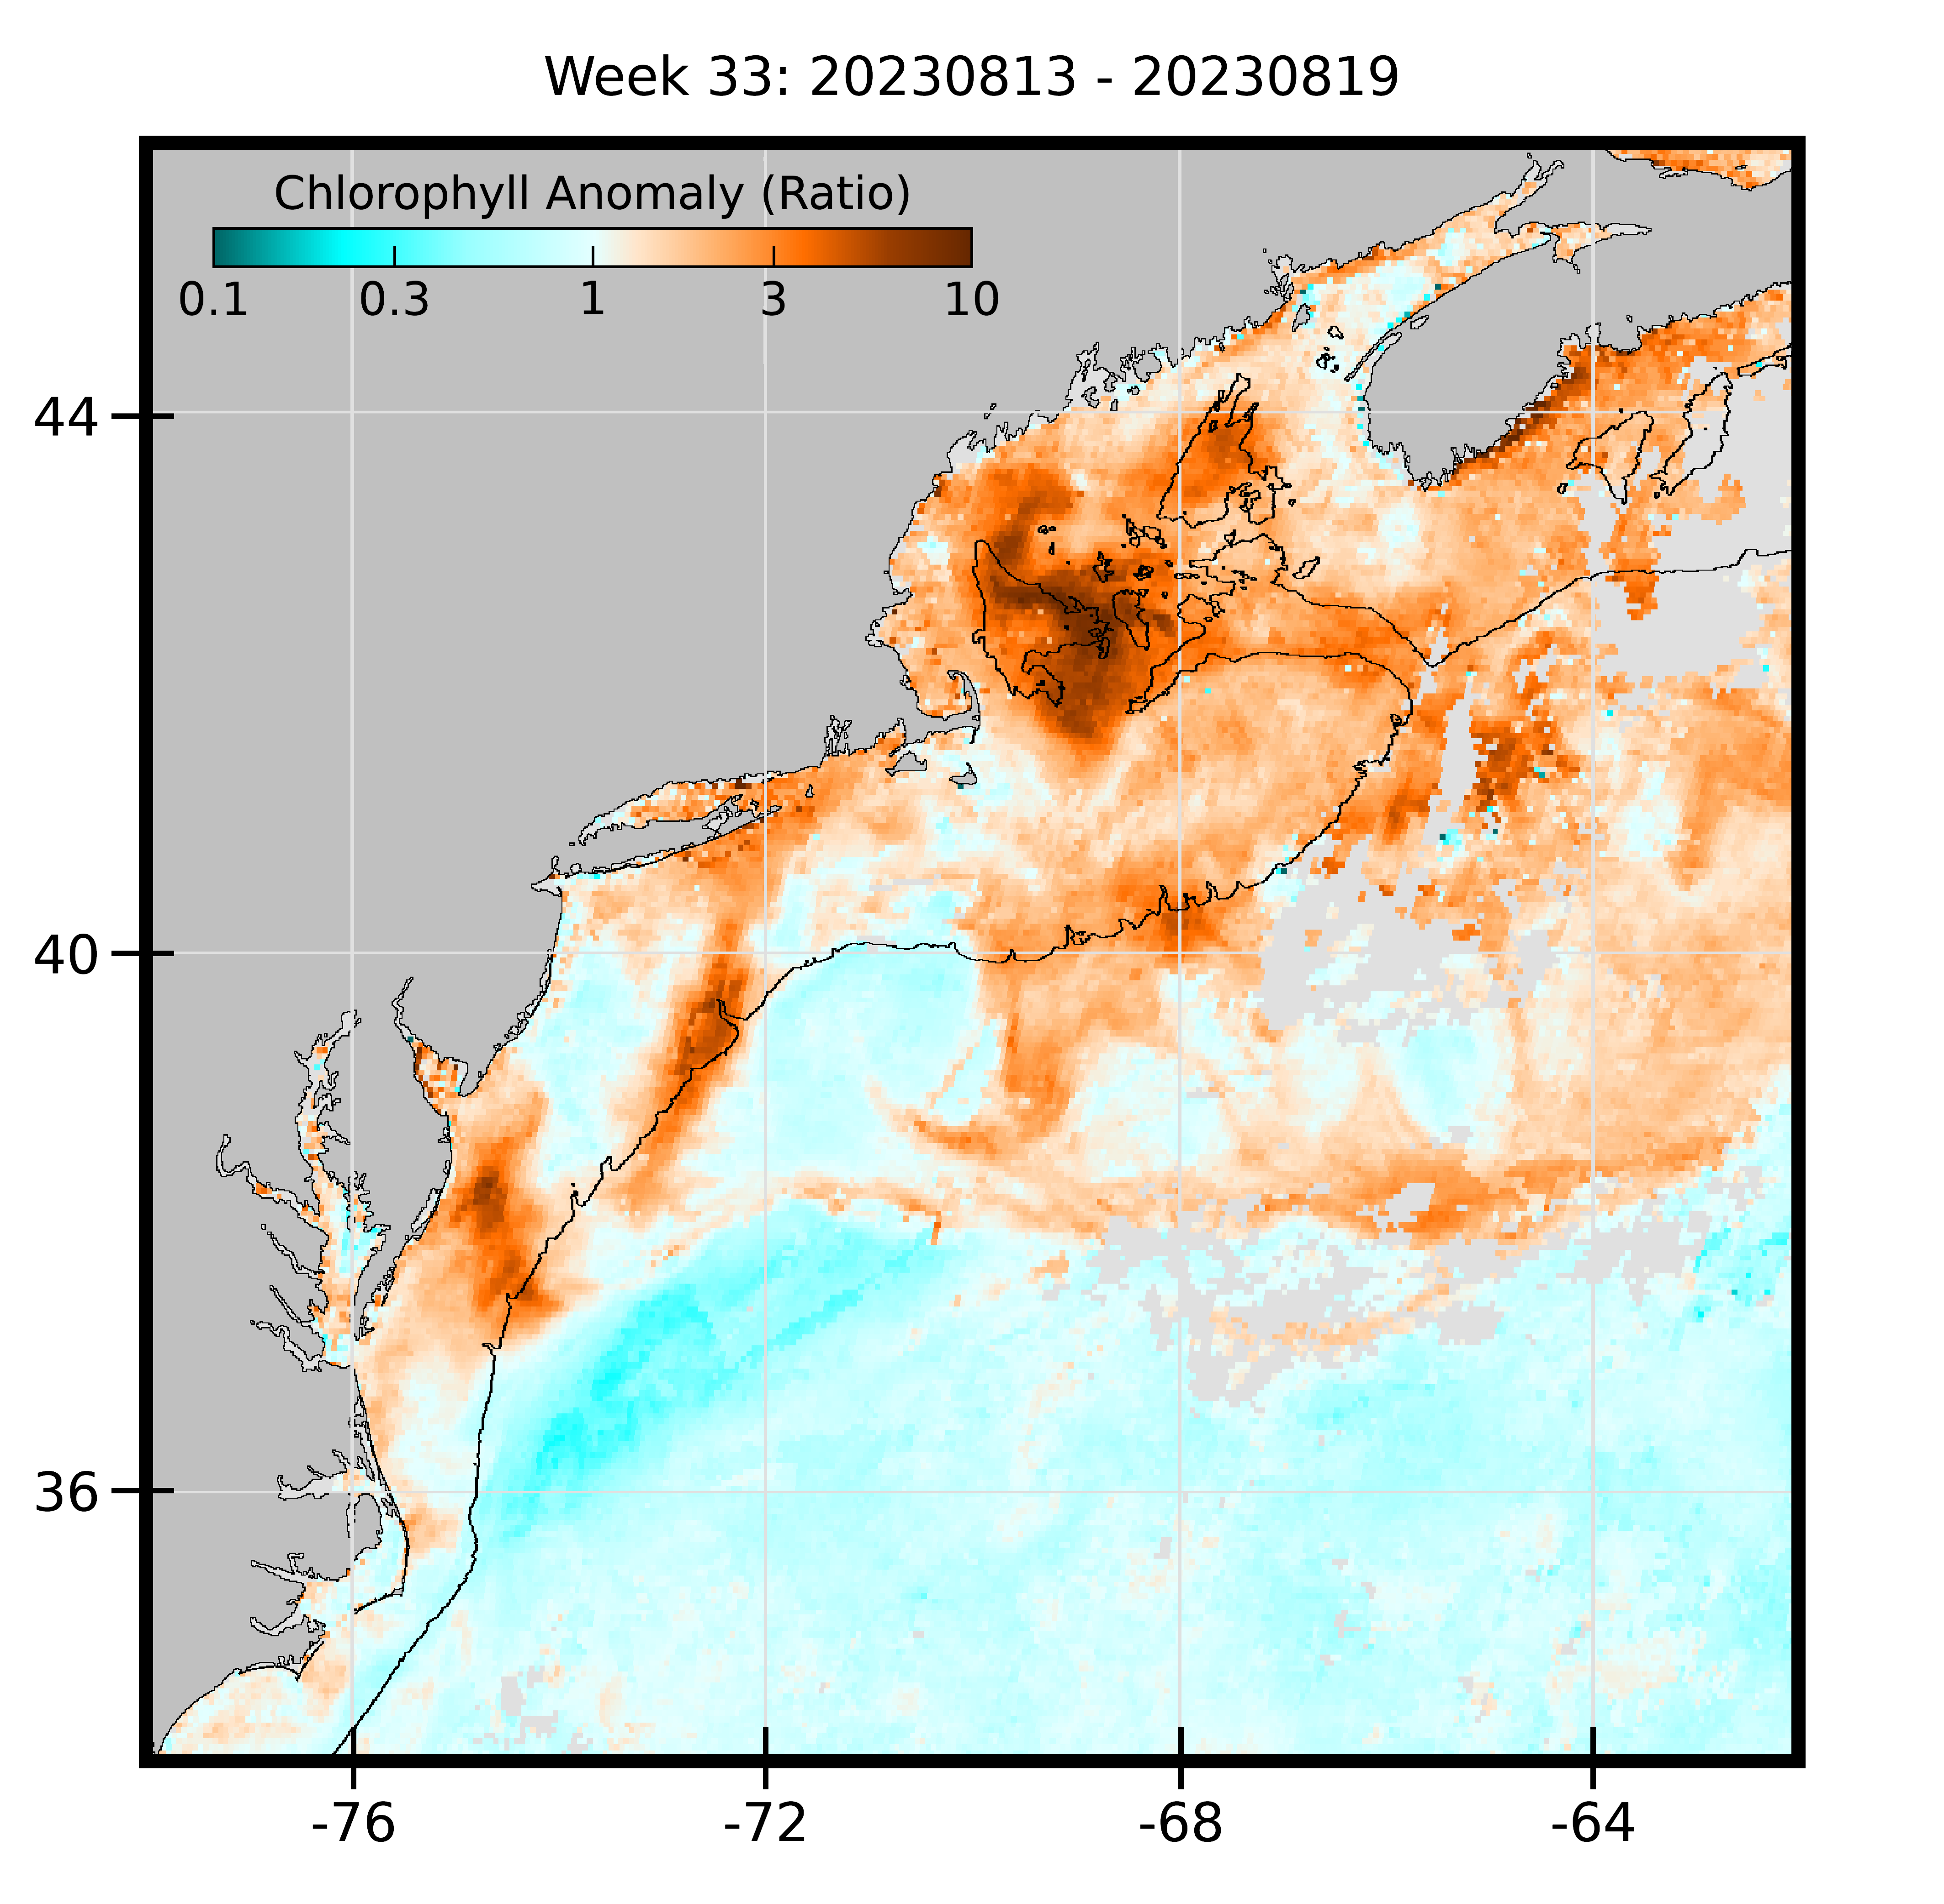 Week 33: 20230813 - 20230819
Chlorophyll Anomaly (Ratio)
0.1 0.3 1 3 10
44
40
36
-76 -72 -68 -64